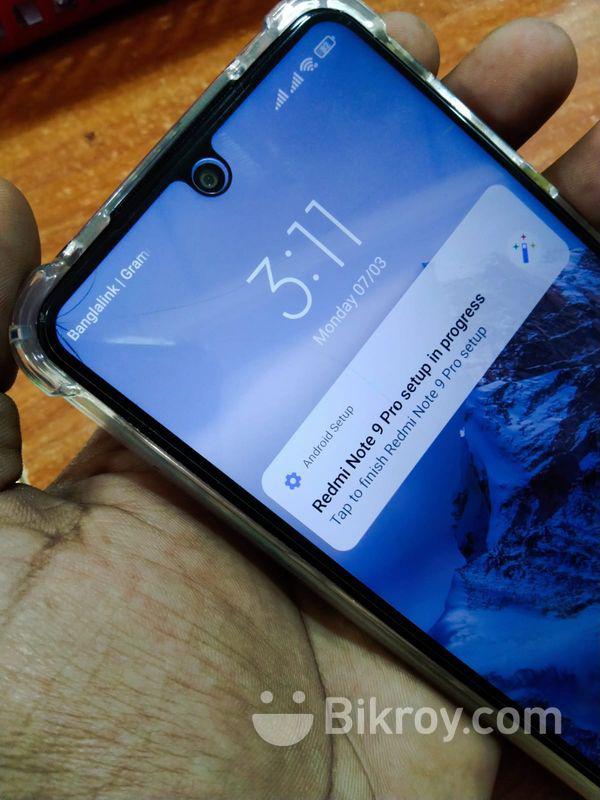 Banglalink | Gram
3:11
Monday 07/03
Android Setup
Redmi Note 9 Pro setup in progress
Tap to finish Redmi Note 9 Pro setup
Bikroy.com